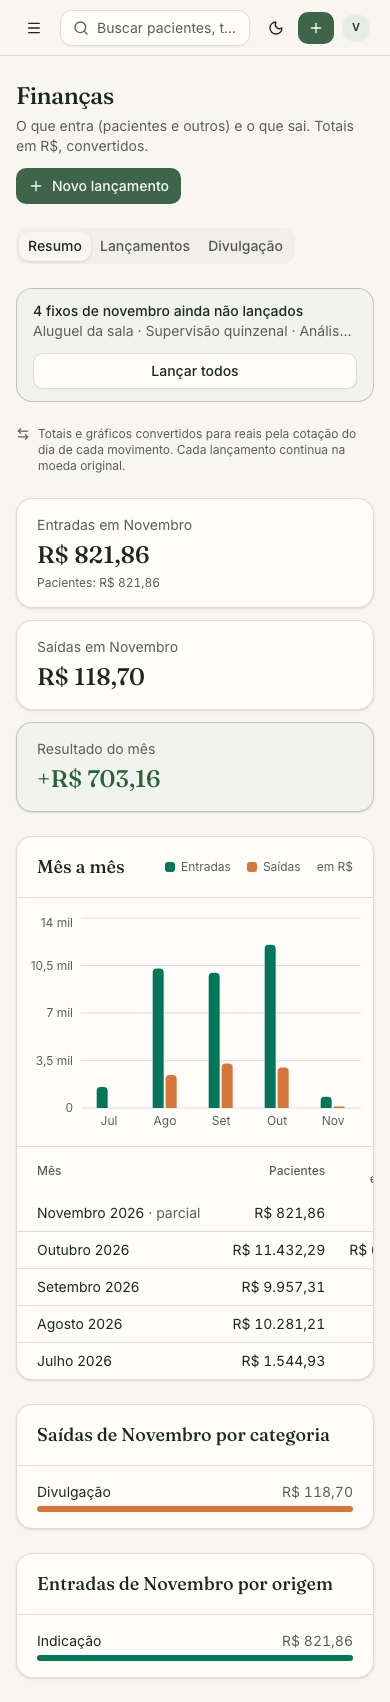 Buscar pacientes, t...
V
Finanças
O que entra (pacientes e outros) e o que sai. Totais
em R$, convertidos.
Novo lançamento
Resumo Lançamentos Divulgação
4 fixos de novembro ainda não lançados
Aluguel da sala · Supervisão quinzenal · Anális...
Lançar todos
Totais e gráficos convertidos para reais pela cotação do
dia de cada movimento. Cada lançamento continua na
moeda original.
Entradas em Novembro
R$ 821,86
Pacientes: R$ 821,86
Saídas em Novembro
R$ 118,70
Resultado do mês
+R$ 703,16
Mês a mês Entradas Saídas em R$
14 mil
10,5 mil
7 mil
3,5 mil
0
Jul Ago Set Out Nov
Mês Pacientes
Novembro 2026 · parcial R$ 821,86
Outubro 2026 R$ 11.432,29 R$
Setembro 2026 R$ 9.957,31
Agosto 2026 R$ 10.281,21
Julho 2026 R$ 1.544,93
Saídas de Novembro por categoria
Divulgação R$ 118,70
Entradas de Novembro por origem
Indicação R$ 821,86